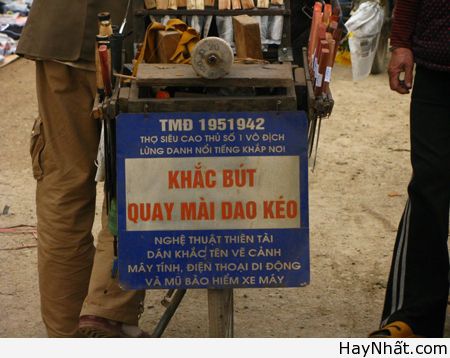 TMĐ 1951942
THỢ SIÊU CAO THỦ SỐ 1 VÔ ĐỊCH
LỪNG DANH NỔI TIẾNG KHẮP NƠI
KHẮC BÚT
QUAY MÀI DAO KÉO
NGHỆ THUẬT THIÊN TÀI
DÁN KHẮC TÊN VẼ CẢNH
MÁY TÍNH, ĐIỆN THOẠI DI ĐỘNG
VÀ MŨ BẢO HIỂM XE MÁY
HayNhất.com